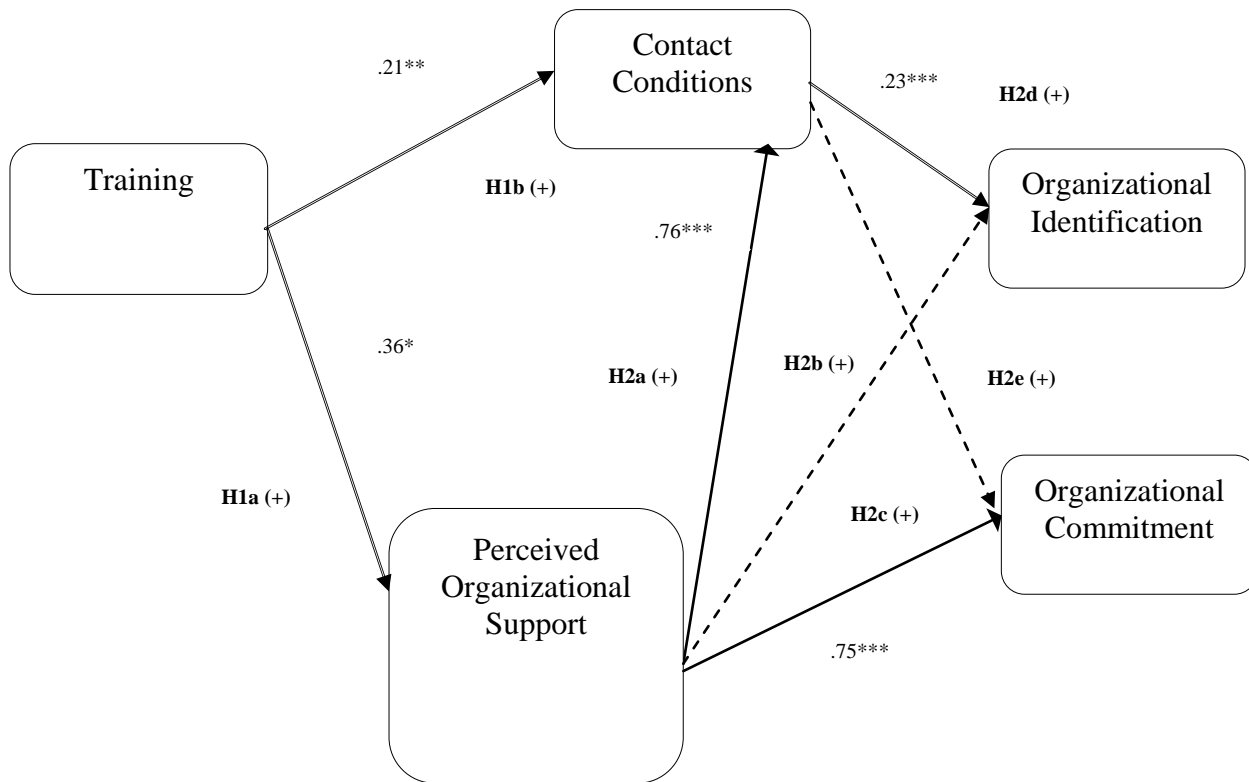 Contact
Conditions
.21**
.23***
H2d (+)
Training
H1b (+)
Organizational
Identification
.76***
.36*
H2a (+)
H2b (+)
H2e (+)
H1a (+)
Organizational
Commitment
H2c (+)
Perceived
Organizational
Support
.75***